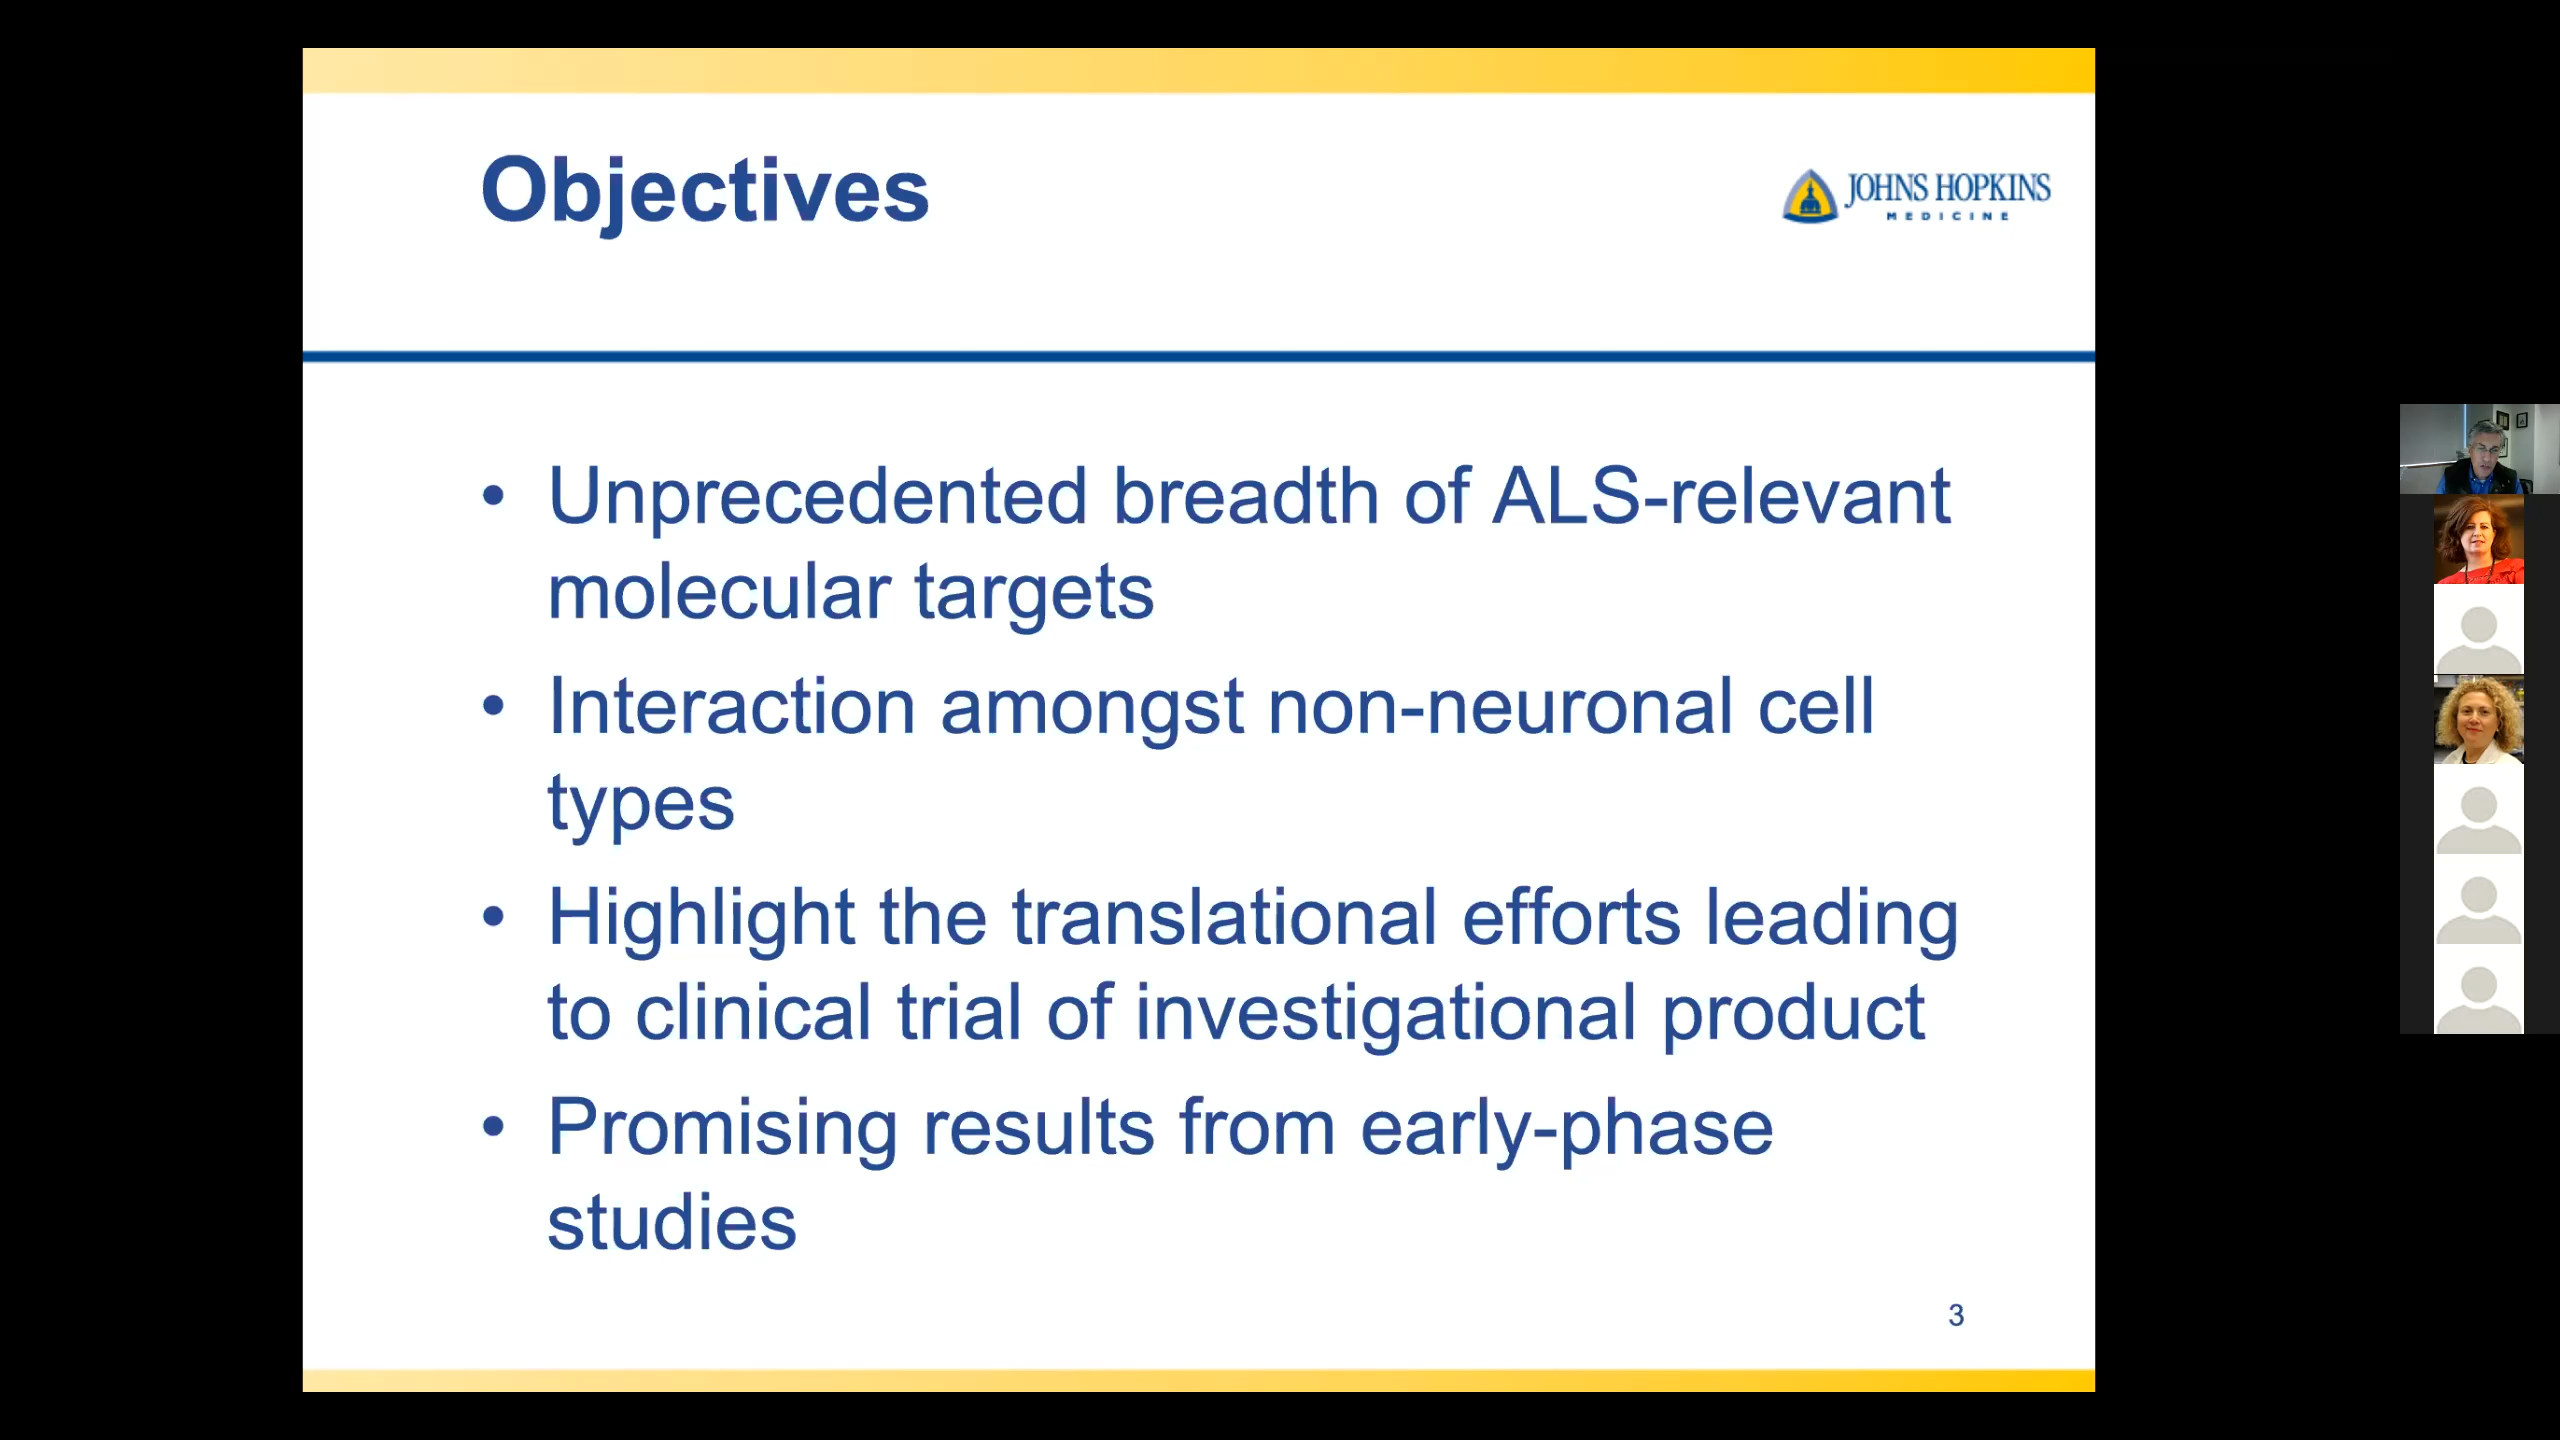 Objectives
JOHNS HOPKINS
MEDICINE
• Unprecedented breadth of ALS-relevant
molecular targets
• Interaction amongst non-neuronal cell
types
• Highlight the translational efforts leading
to clinical trial of investigational product
• Promising results from early-phase
studies
3